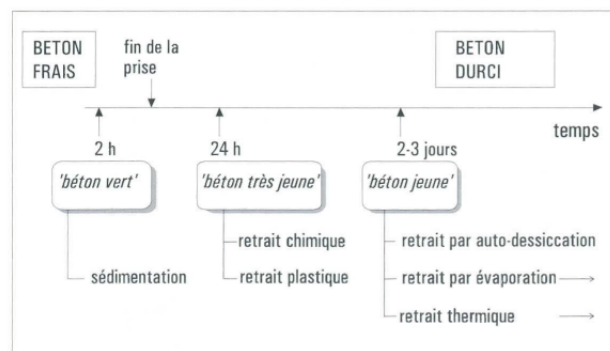 BETON
FRAIS
fin de la
prise
BETON
DURCI
temps
2 h
24 h
2-3 jours
'béton vert'
'béton très jeune'
'béton jeune'
sédimentation
retrait chimique
retrait plastique
retrait par auto-dessiccation
retrait par évaporation
retrait thermique